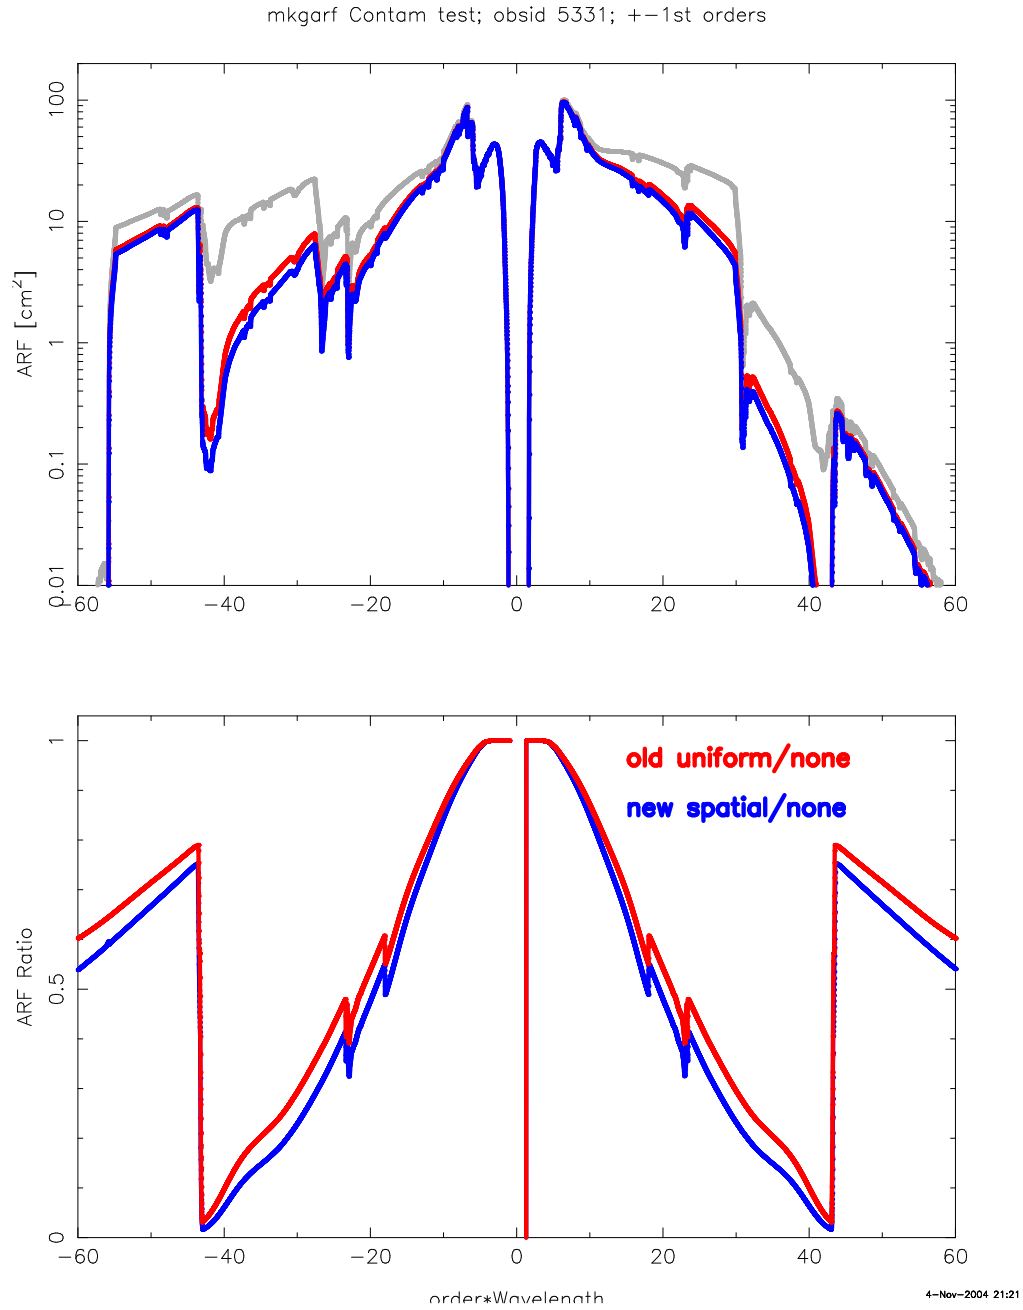 mkgarf Contam test; obsid 5331; +−1st orders
ARF [cm²]
100
10
1
0.1
0.01
−60 −40 −20 0 20 40 60
ARF Ratio
1
0.5
0
old uniform/none
new spatial/none
−60 −40 −20 0 20 40 60
order*Wavelength
4−Nov−2004 21:21